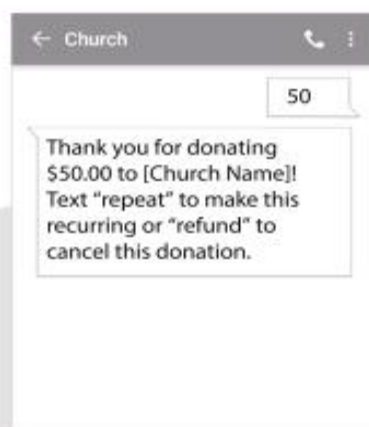 Church
50
Thank you for donating
$50.00 to [Church Name]!
Text “repeat” to make this
recurring or “refund” to
cancel this donation.